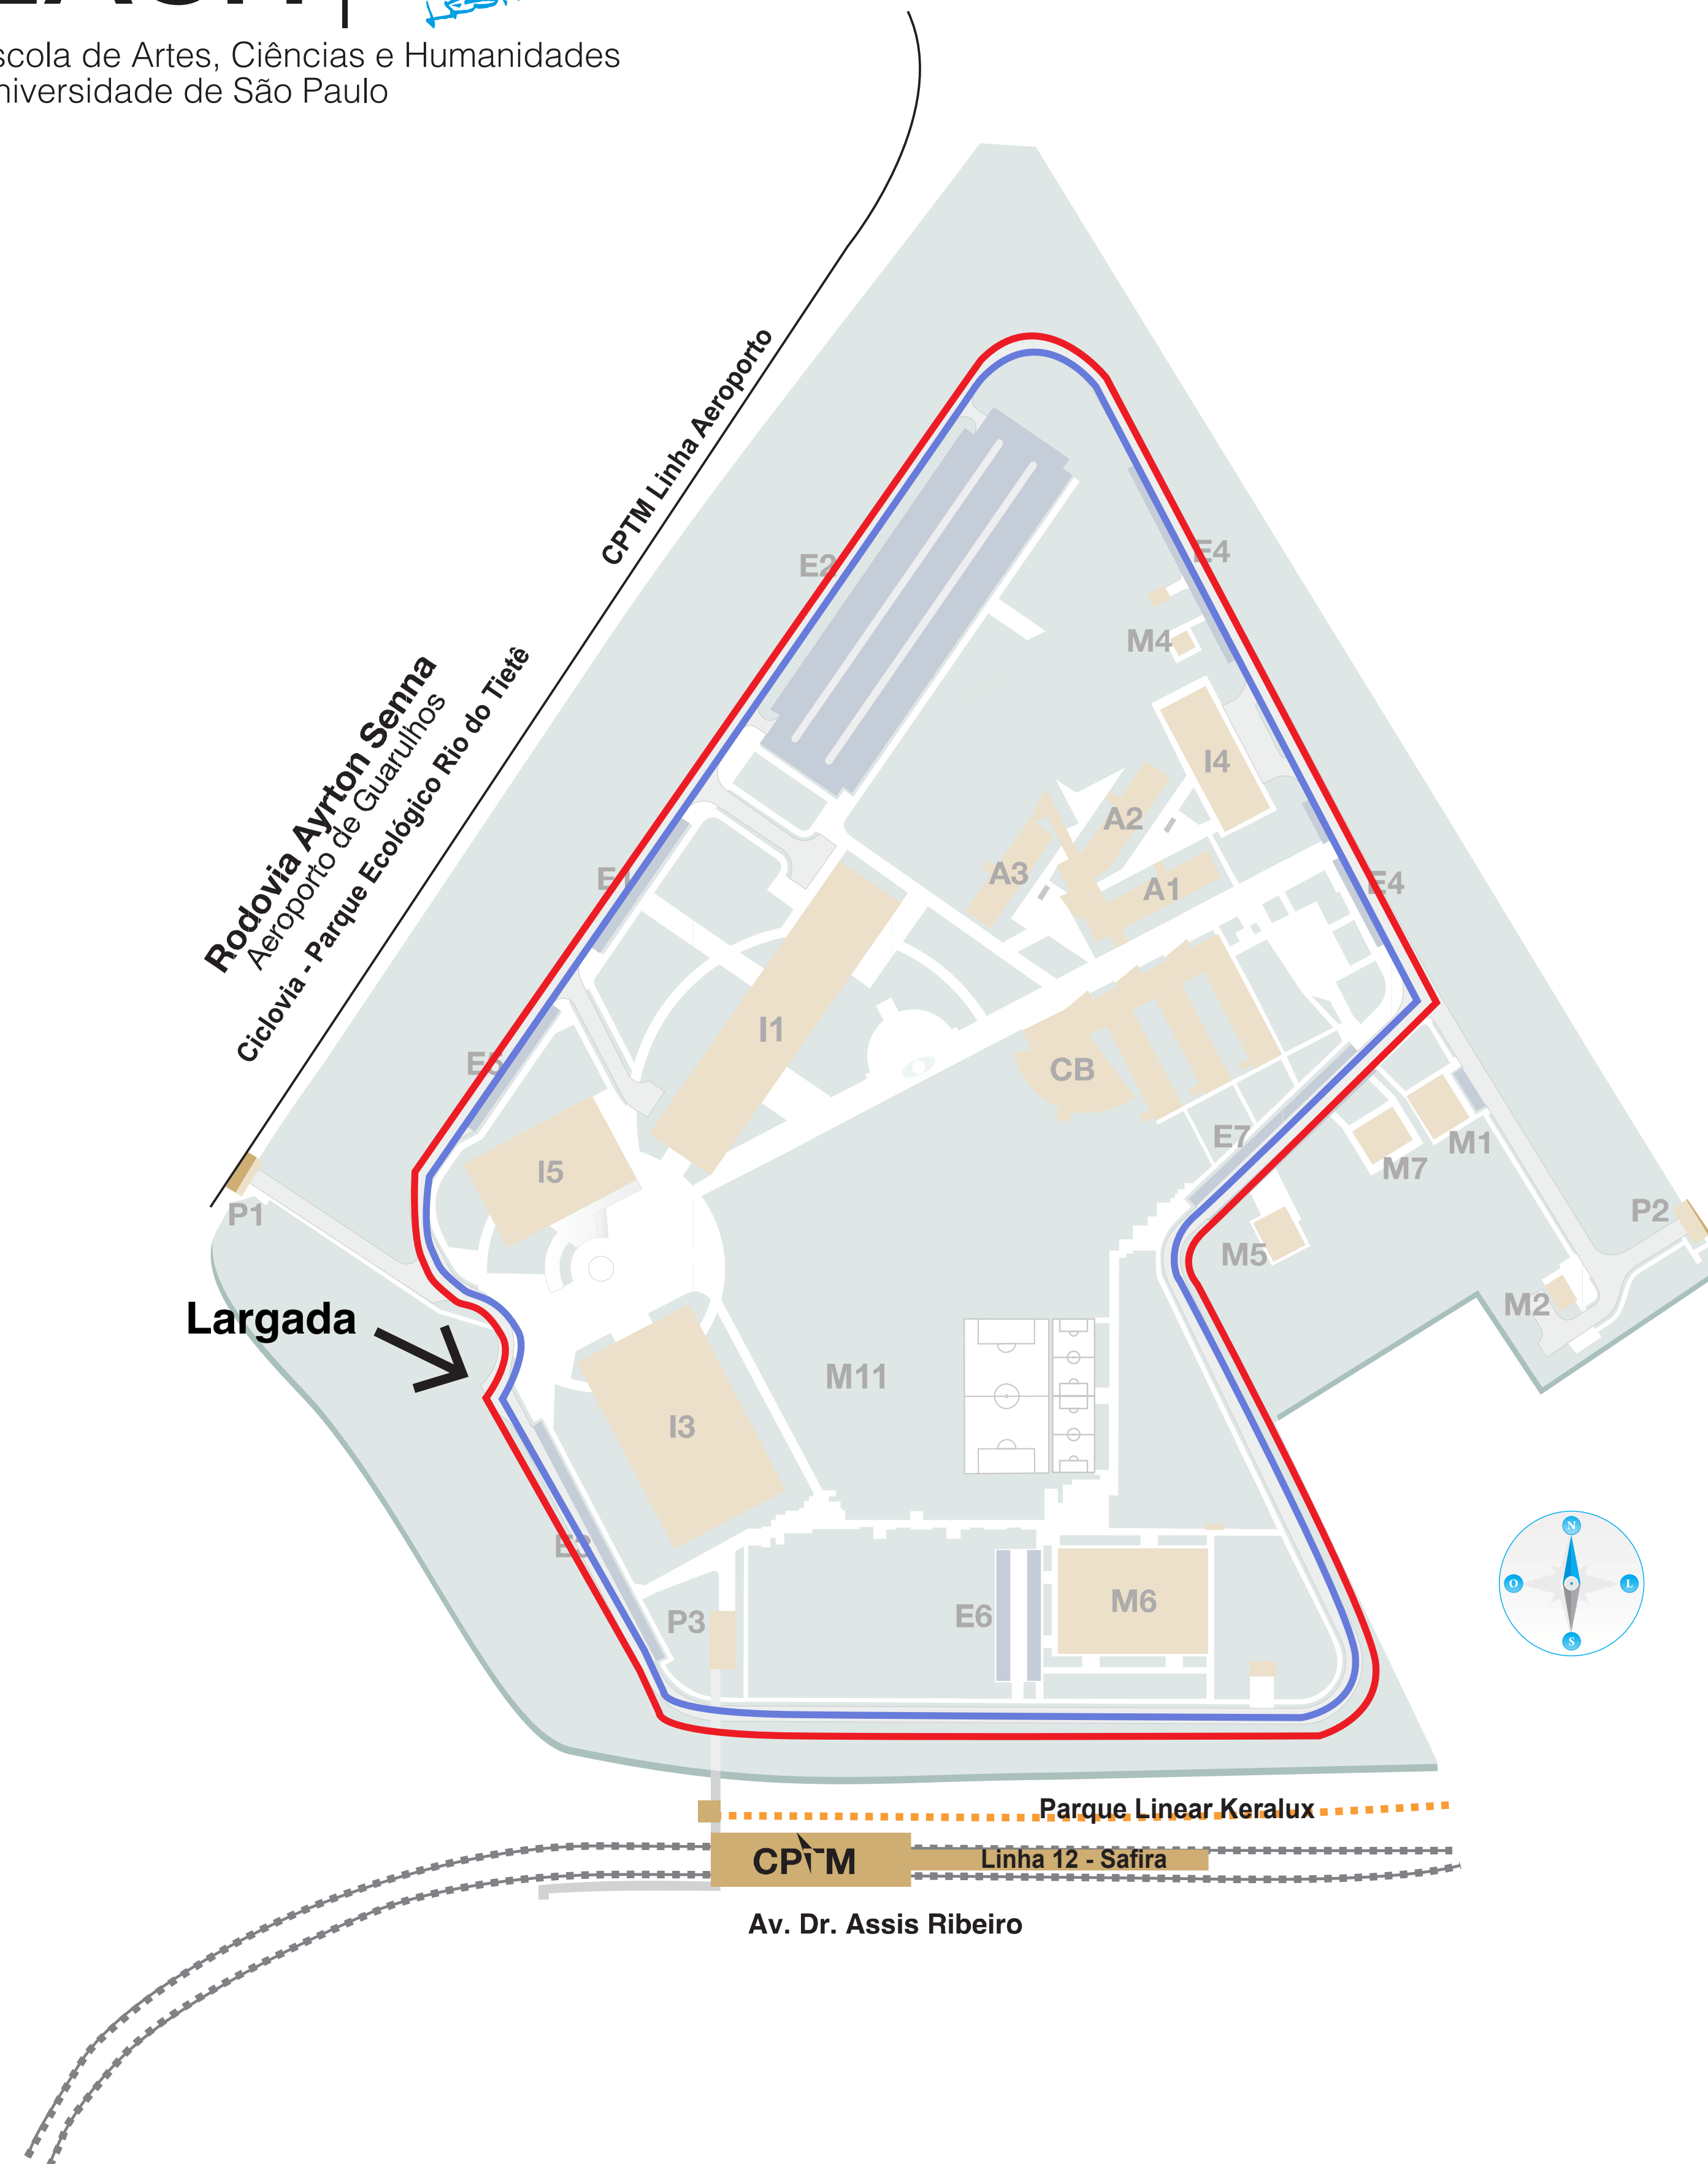 scola de Artes, Ciências e Humanidades
niversidade de São Paulo
CPTM Linha Aeroporto
Rodovia Ayrton Senna
Aeroporto de Guarulhos
Ciclovia - Parque Ecológico Rio do Tietê
E2
E4
M4
I4
A2
A3
A1
E4
E1
I1
E5
CB
E7
M1
M7
I5
P1
P2
M5
M2
Largada
M11
I3
E3
N
O
L
S
P3
E6
M6
Parque Linear Keralux
CPTM
Linha 12 - Safira
Av. Dr. Assis Ribeiro